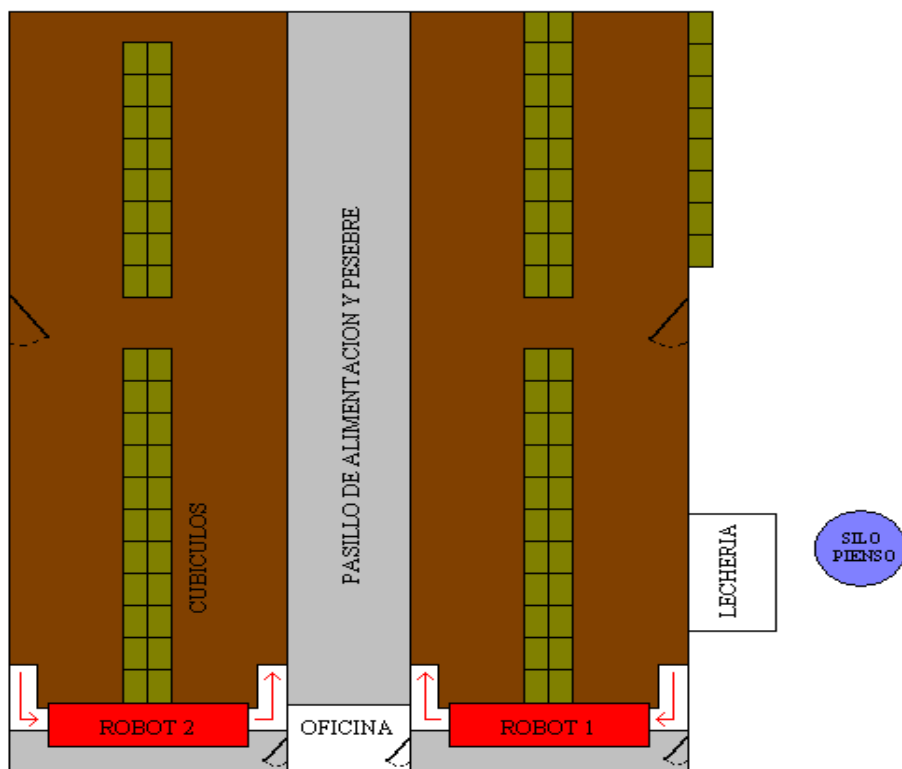 PASILLO DE ALIMENTACION Y PESEBRE
CUBICULOS
LECHERIA
SILO
PIENSO
ROBOT 2
OFICINA
ROBOT 1